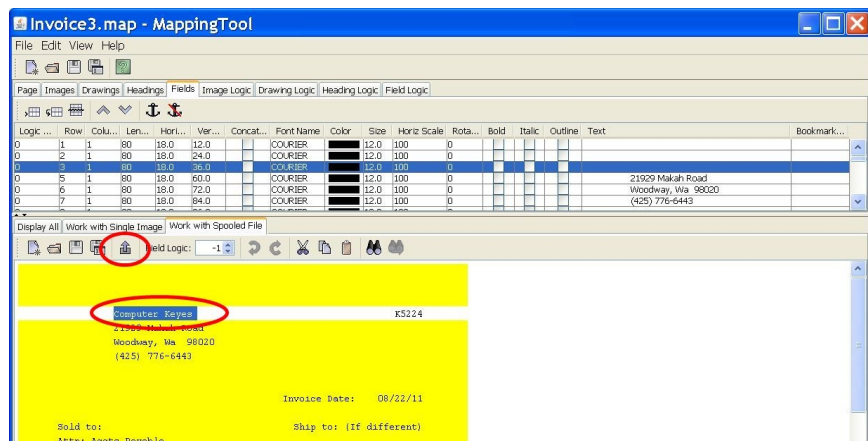 Invoice3.map - MappingTool
File Edit View Help
Page Images Drawings Headings Fields Image Logic Drawing Logic Heading Logic Field Logic
Logic ... Row Colu... Len... Hori... Ver... Concat... Font Name Color Size Horiz Scale Rota... Bold Italic Outline Text Bookmark...
0 1 1 80 18.0 12.0 COURIER 12.0 100 0
0 2 1 80 18.0 24.0 COURIER 12.0 100 0
0 3 1 80 18.0 36.0 COURIER 12.0 100 0
0 5 1 80 18.0 60.0 COURIER 12.0 100 0 21929 Makah Road
0 6 1 80 18.0 72.0 COURIER 12.0 100 0 Woodway, Wa 98020
0 7 1 80 18.0 84.0 COURIER 12.0 100 0 (425) 776-6443
Display All Work with Single Image Work with Spooled File
Logic: -1
Computer Keyes K5224
21929 Makah Road
Woodway, Wa 98020
(425) 776-6443
Invoice Date: 08/22/11
Sold to: Ship to: (If different)